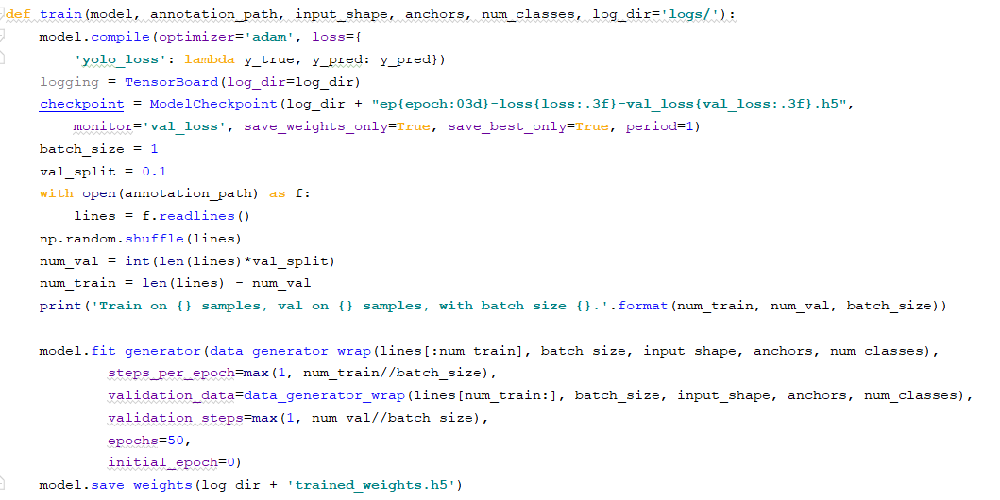 def train(model, annotation_path, input_shape, anchors, num_classes, log_dir='logs/'):
    model.compile(optimizer='adam', loss={
        'yolo_loss': lambda y_true, y_pred: y_pred})
    logging = TensorBoard(log_dir=log_dir)
    checkpoint = ModelCheckpoint(log_dir + "ep{epoch:03d}-loss{loss:.3f}-val_loss{val_loss:.3f}.h5",
        monitor='val_loss', save_weights_only=True, save_best_only=True, period=1)
    batch_size = 1
    val_split = 0.1
    with open(annotation_path) as f:
        lines = f.readlines()
    np.random.shuffle(lines)
    num_val = int(len(lines)*val_split)
    num_train = len(lines) - num_val
    print('Train on {} samples, val on {} samples, with batch size {}.'.format(num_train, num_val, batch_size))
    model.fit_generator(data_generator_wrap(lines[:num_train], batch_size, input_shape, anchors, num_classes),
            steps_per_epoch=max(1, num_train//batch_size),
            validation_data=data_generator_wrap(lines[num_train:], batch_size, input_shape, anchors, num_classes),
            validation_steps=max(1, num_val//batch_size),
            epochs=50,
            initial_epoch=0)
    model.save_weights(log_dir + 'trained_weights.h5')